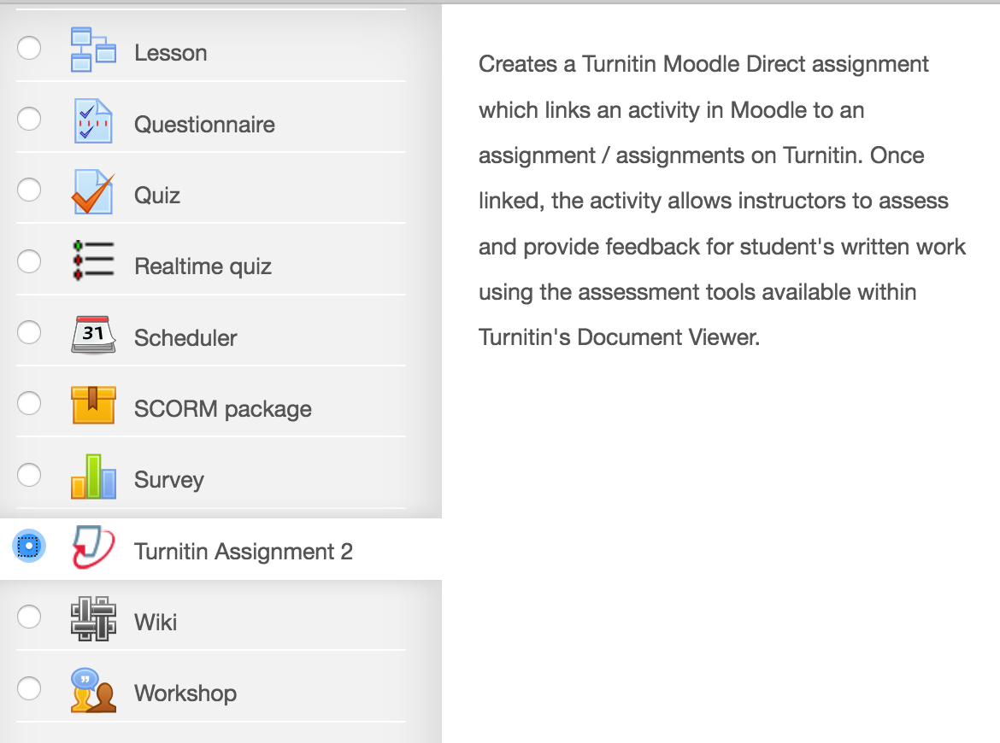 Lesson
Questionnaire
Quiz
Realtime quiz
31
Scheduler
SCORM package
Survey
Turnitin Assignment 2
Wiki
Workshop
Creates a Turnitin Moodle Direct assignment
which links an activity in Moodle to an
assignment / assignments on Turnitin. Once
linked, the activity allows instructors to assess
and provide feedback for student's written work
using the assessment tools available within
Turnitin's Document Viewer.